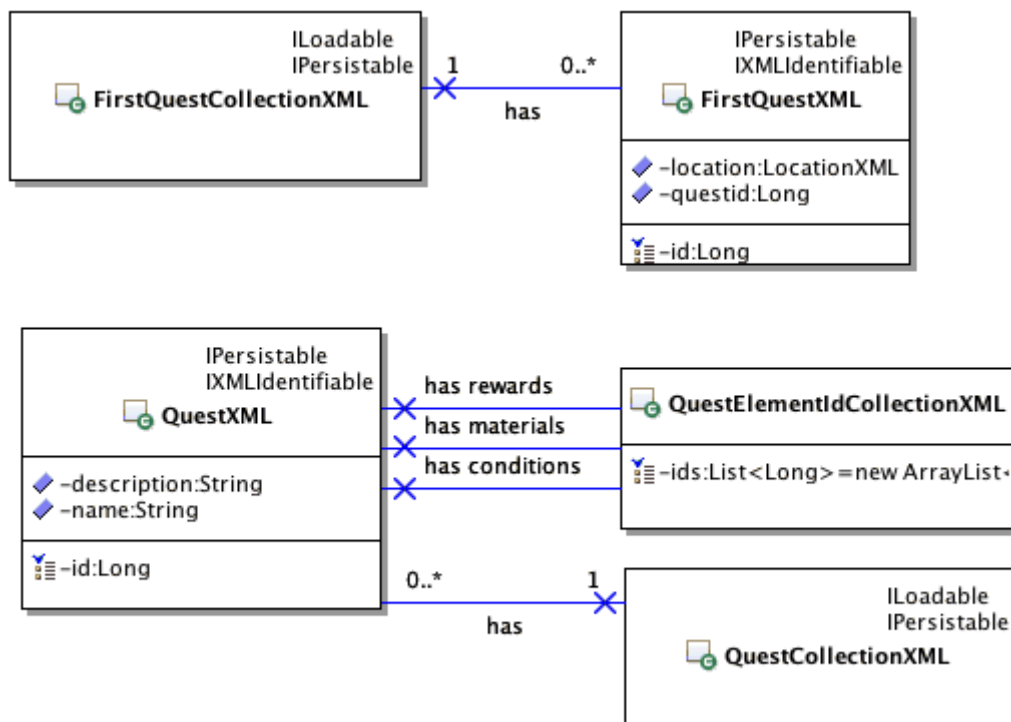 ILoadable
IPersistable
FirstQuestCollectionXML
1
0..*
has
IPersistable
IXMLIdentifiable
FirstQuestXML
-location:LocationXML
-questid:Long
-id:Long
IPersistable
IXMLIdentifiable
QuestXML
-description:String
-name:String
-id:Long
has rewards
has materials
has conditions
QuestElementIdCollectionXML
-ids:List<Long>=new ArrayList<
0..*
1
has
ILoadable
IPersistable
QuestCollectionXML